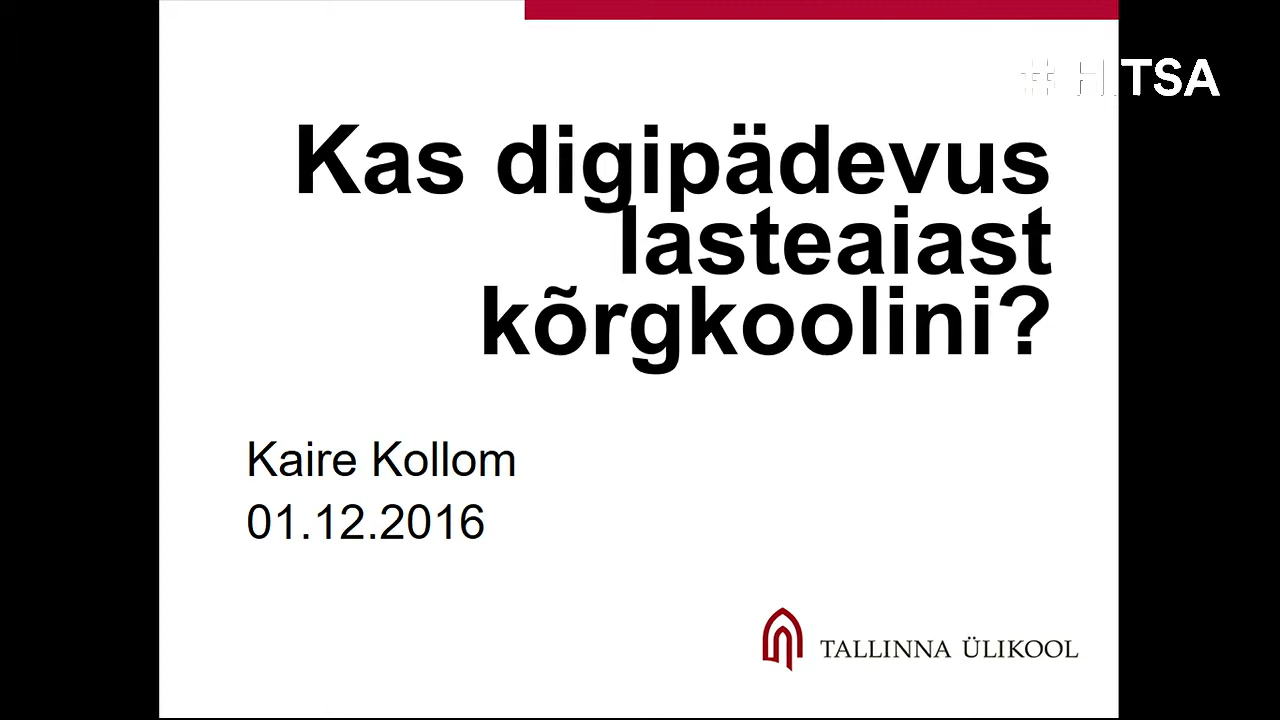 #HITSA
Kas digipädevus
lasteaiast
kõrgkoolini?
Kaire Kollom
01.12.2016
TALLINNA ÜLIKOOL